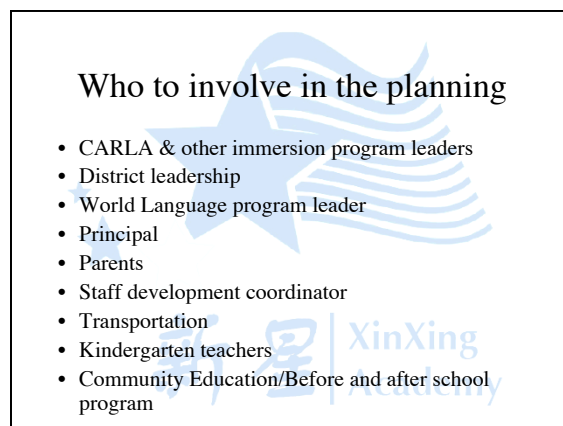 Who to involve in the planning
• CARLA & other immersion program leaders
• District leadership
• World Language program leader
• Principal
• Parents
• Staff development coordinator
• Transportation
• Kindergarten teachers
• Community Education/Before and after school
program
新星
XinXing
Academy